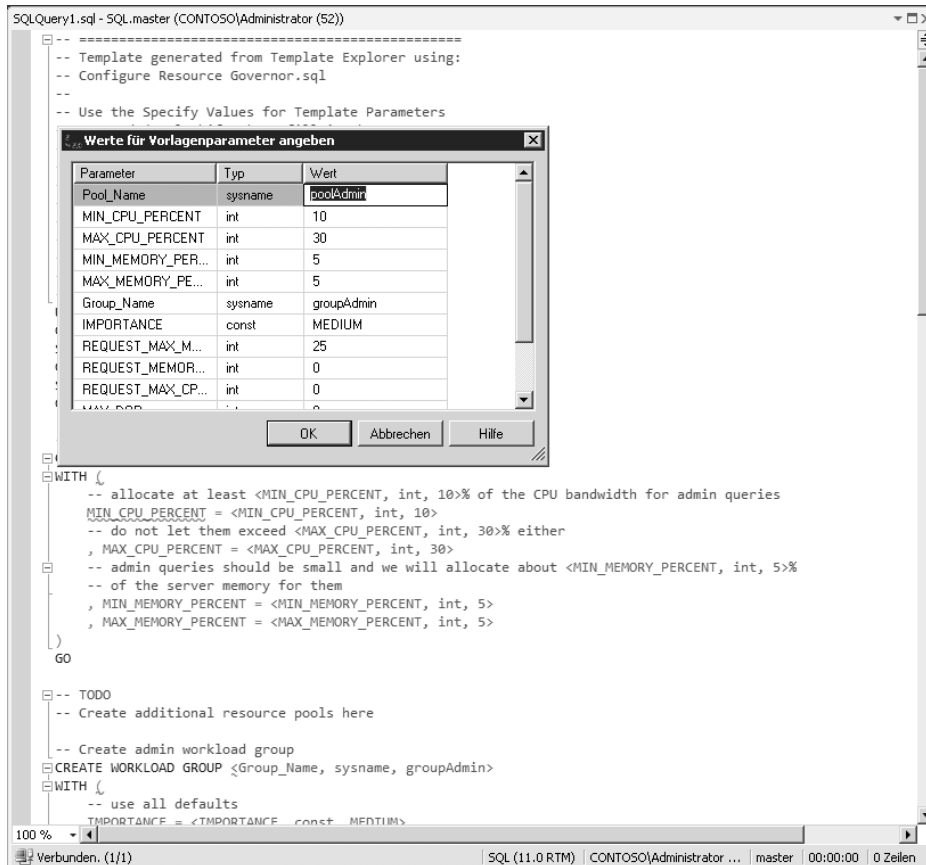 SQLQuery1.sql - SQL.master (CONTOSO\Administrator (52))
-- ================================================
-- Template generated from Template Explorer using:
-- Configure Resource Governor.sql
--
-- Use the Specify Values for Template Parameters
Werte für Vorlagenparameter angeben
Parameter Typ Wert
Pool_Name sysname poolAdmin
MIN_CPU_PERCENT int 10
MAX_CPU_PERCENT int 30
MIN_MEMORY_PER... int 5
MAX_MEMORY_PE... int 5
Group_Name sysname groupAdmin
IMPORTANCE const MEDIUM
REQUEST_MAX_M... int 25
REQUEST_MEMOR... int 0
REQUEST_MAX_CP... int 0
OK Abbrechen Hilfe
WITH (
-- allocate at least <MIN_CPU_PERCENT, int, 10>% of the CPU bandwidth for admin queries
MIN_CPU_PERCENT = <MIN_CPU_PERCENT, int, 10>
-- do not let them exceed <MAX_CPU_PERCENT, int, 30>% either
, MAX_CPU_PERCENT = <MAX_CPU_PERCENT, int, 30>
-- admin queries should be small and we will allocate about <MIN_MEMORY_PERCENT, int, 5>%
-- of the server memory for them
, MIN_MEMORY_PERCENT = <MIN_MEMORY_PERCENT, int, 5>
, MAX_MEMORY_PERCENT = <MAX_MEMORY_PERCENT, int, 5>
)
GO
-- TODO
-- Create additional resource pools here
-- Create admin workload group
CREATE WORKLOAD GROUP <Group_Name, sysname, groupAdmin>
WITH (
-- use all defaults
IMPORTANCE = <IMPORTANCE, const, MEDIUM>
100 %
Verbunden. (1/1) SQL (11.0 RTM) CONTOSO\Administrator ... master 00:00:00 0 Zeilen